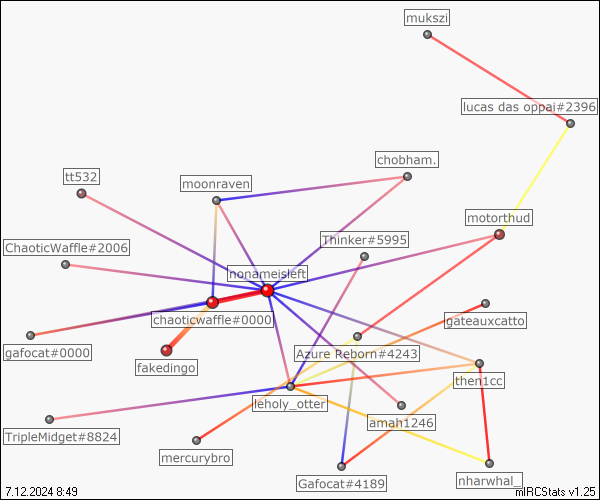 mukszi
lucas das oppai#2396
chobham.
tt532
moonraven
motorthud
Thinker#5995
ChaoticWaffle#2006
nonameisleft
chaoticwaffle#0000
gateauxcatto
gafocat#0000
Azure Reborn#4243
fakedingo
then1cc
leholy_otter
amah1246
TripleMidget#8824
mercurybro
Gafocat#4189
nharwhal_
7.12.2024 8:49
mIRCStats v1.25